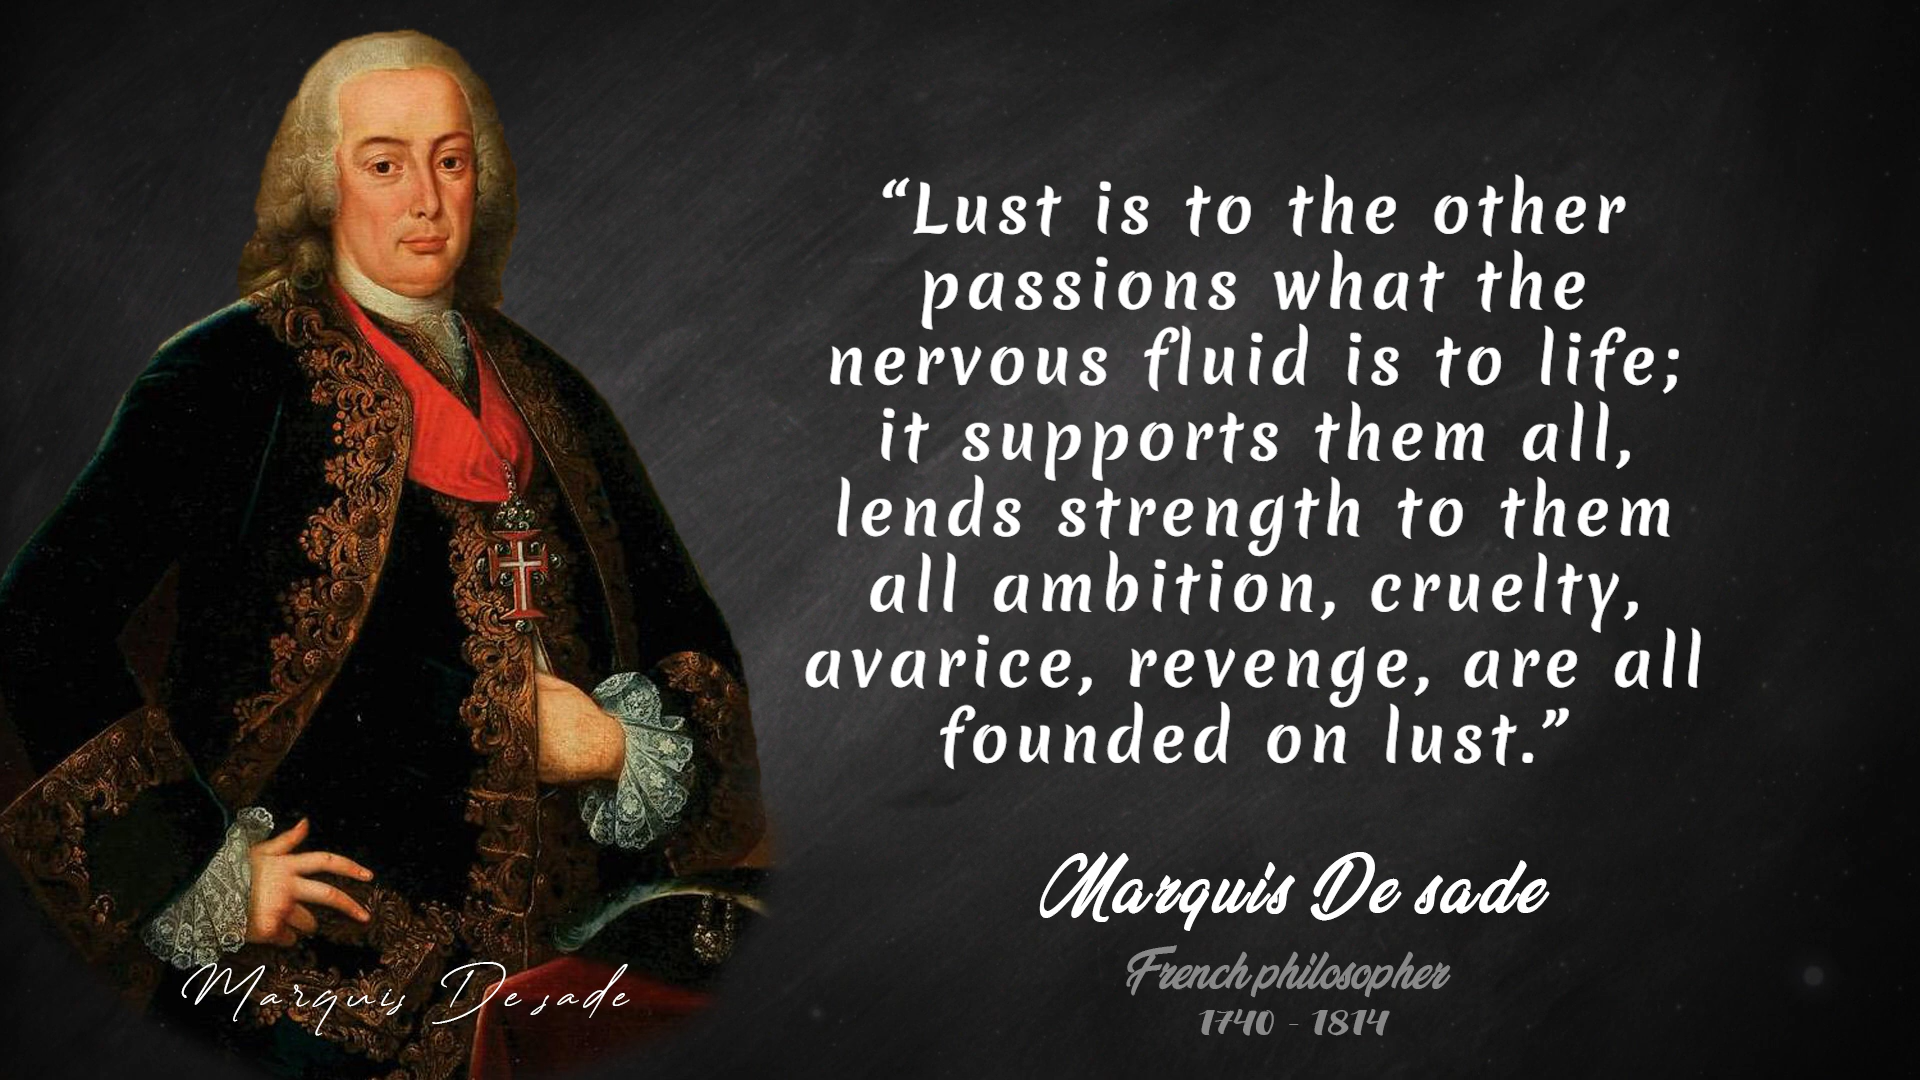 “Lust is to the other
passions what the
nervous fluid is to life;
it supports them all,
lends strength to them
all ambition, cruelty,
avarice, revenge, are all
founded on lust.”
Marquis De sade
French philosopher
1740 - 1814
Marquis De sade